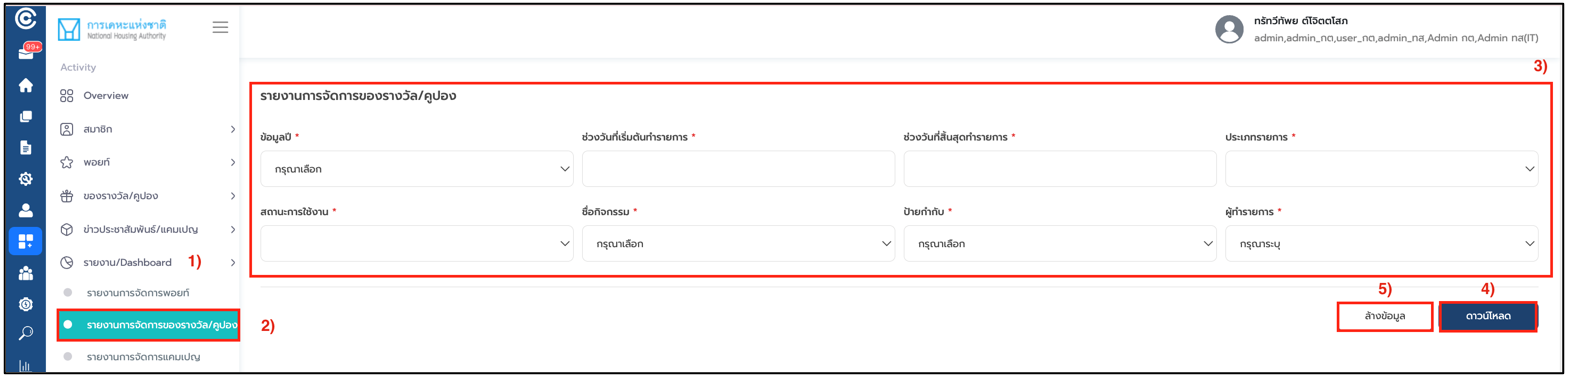 การเคหะแห่งชาติ
National Housing Authority
99+
ทรัทวีทัพย ตัโจิตตโสภ
admin,admin_กต,user_กต,admin_กส,Admin กต,Admin กส(IT)
3)
Activity
Overview
สมาชิก
พอยท์
ของรางวัล/คูปอง
ข่าวประชาสัมพันธ์/แคมเปญ
รายงาน/Dashboard 1)
รายงานการจัดการพอยท์
รายงานการจัดการของรางวัล/คูปอง 2)
รายงานการจัดการแคมเปญ
รายงานการจัดการของรางวัล/คูปอง
ข้อมูลปี * ช่วงวันที่เริ่มต้นทำรายการ * ช่วงวันที่สิ้นสุดทำรายการ * ประเภทรายการ *
กรุณาเลือก
สถานะการใช้งาน * ชื่อกิจกรรม * ป้ายกำกับ * ผู้ทำรายการ *
กรุณาเลือก กรุณาเลือก กรุณาระบุ
5) 4)
ล้างข้อมูล ดาวน์โหลด